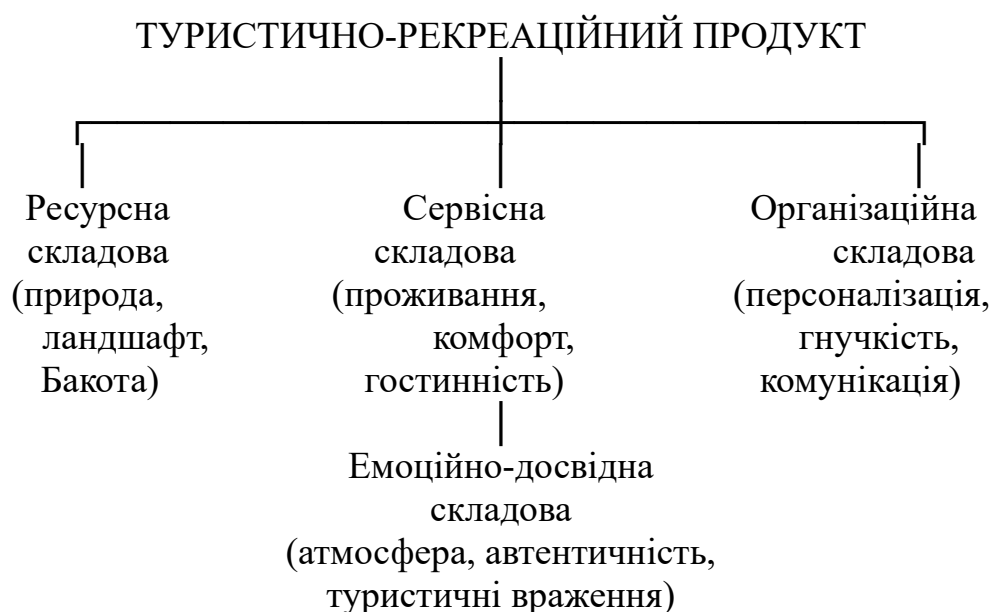 ТУРИСТИЧНО-РЕКРЕАЦІЙНИЙ ПРОДУКТ
Ресурсна
складова
(природа,
ландшафт,
Бакота)
Сервісна
складова
(проживання,
комфорт,
гостинність)
Організаційна
складова
(персоналізація,
гнучкість,
комунікація)
Емоційно-досвідна
складова
(атмосфера, автентичність,
туристичні враження)